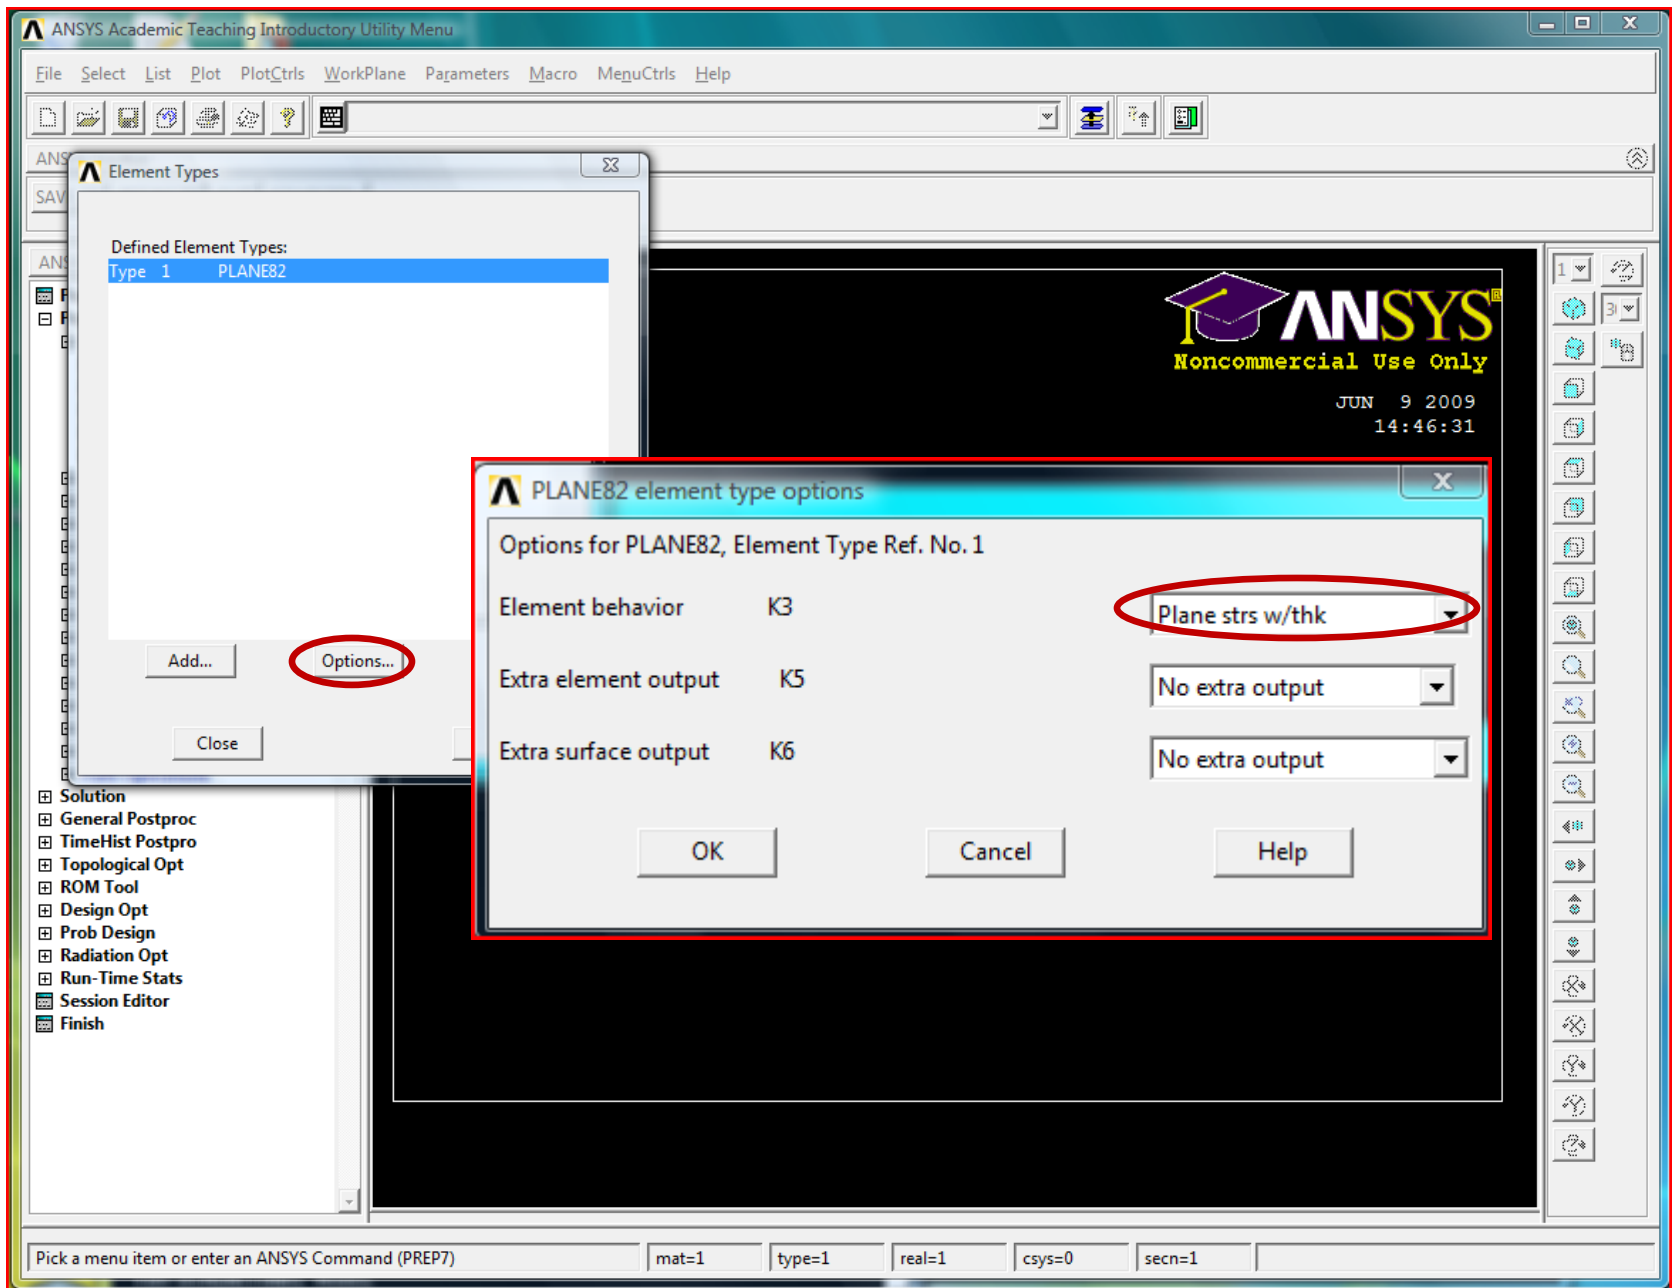 ANSYS Academic Teaching Introductory Utility Menu
File Select List Plot PlotCtrls WorkPlane Parameters Macro MenuCtrls Help
ANS
Element Types
SAV
Defined Element Types:
Type 1 PLANE82
ANS
1
ANSYS®
Noncommercial Use Only
JUN 9 2009
14:46:31
PLANE82 element type options
Options for PLANE82, Element Type Ref. No. 1
Element behavior K3 Plane strs w/thk
Extra element output K5 No extra output
Extra surface output K6 No extra output
OK Cancel Help
Add... Options...
Close
Solution
General Postproc
TimeHist Postpro
Topological Opt
ROM Tool
Design Opt
Prob Design
Radiation Opt
Run-Time Stats
Session Editor
Finish
Pick a menu item or enter an ANSYS Command (PREP7) mat=1 type=1 real=1 csys=0 secn=1